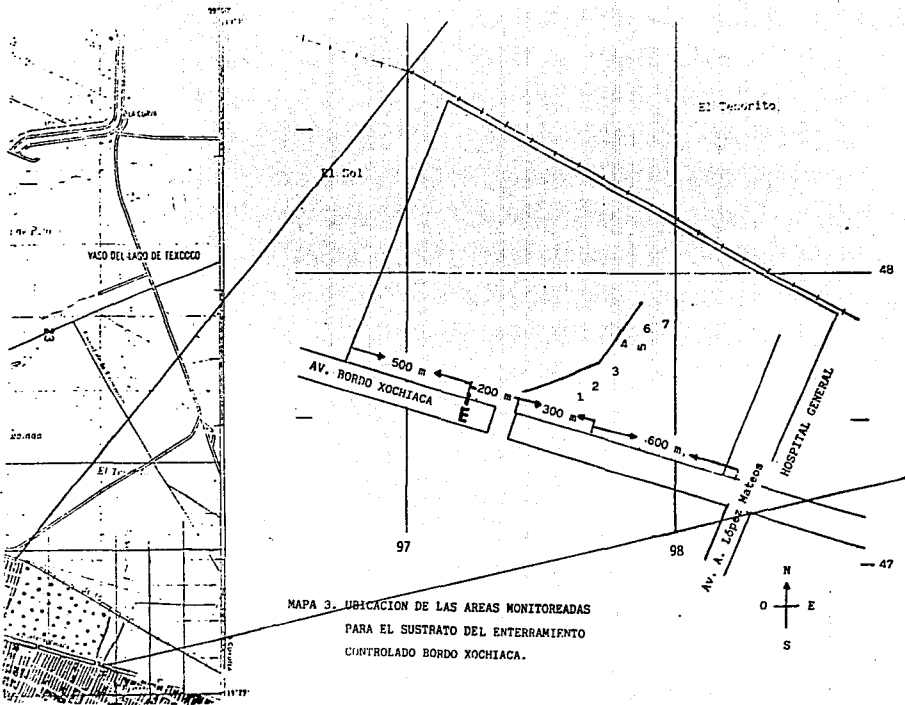 LA CURVA
VASO DEL LAGO DE TEXCOCO
23
El Sol
El Tenorito
48
500 m
AV. BORDO XOCHIACA
200 m
300 m
600 m.
1
2
3
4
5
6
7
HOSPITAL GENERAL
Av. A. López Mateos
97
98
47
N
O
E
S
MAPA 3. UBICACION DE LAS AREAS MONITOREADAS
PARA EL SUSTRATO DEL ENTERRAMIENTO
CONTROLADO BORDO XOCHIACA.